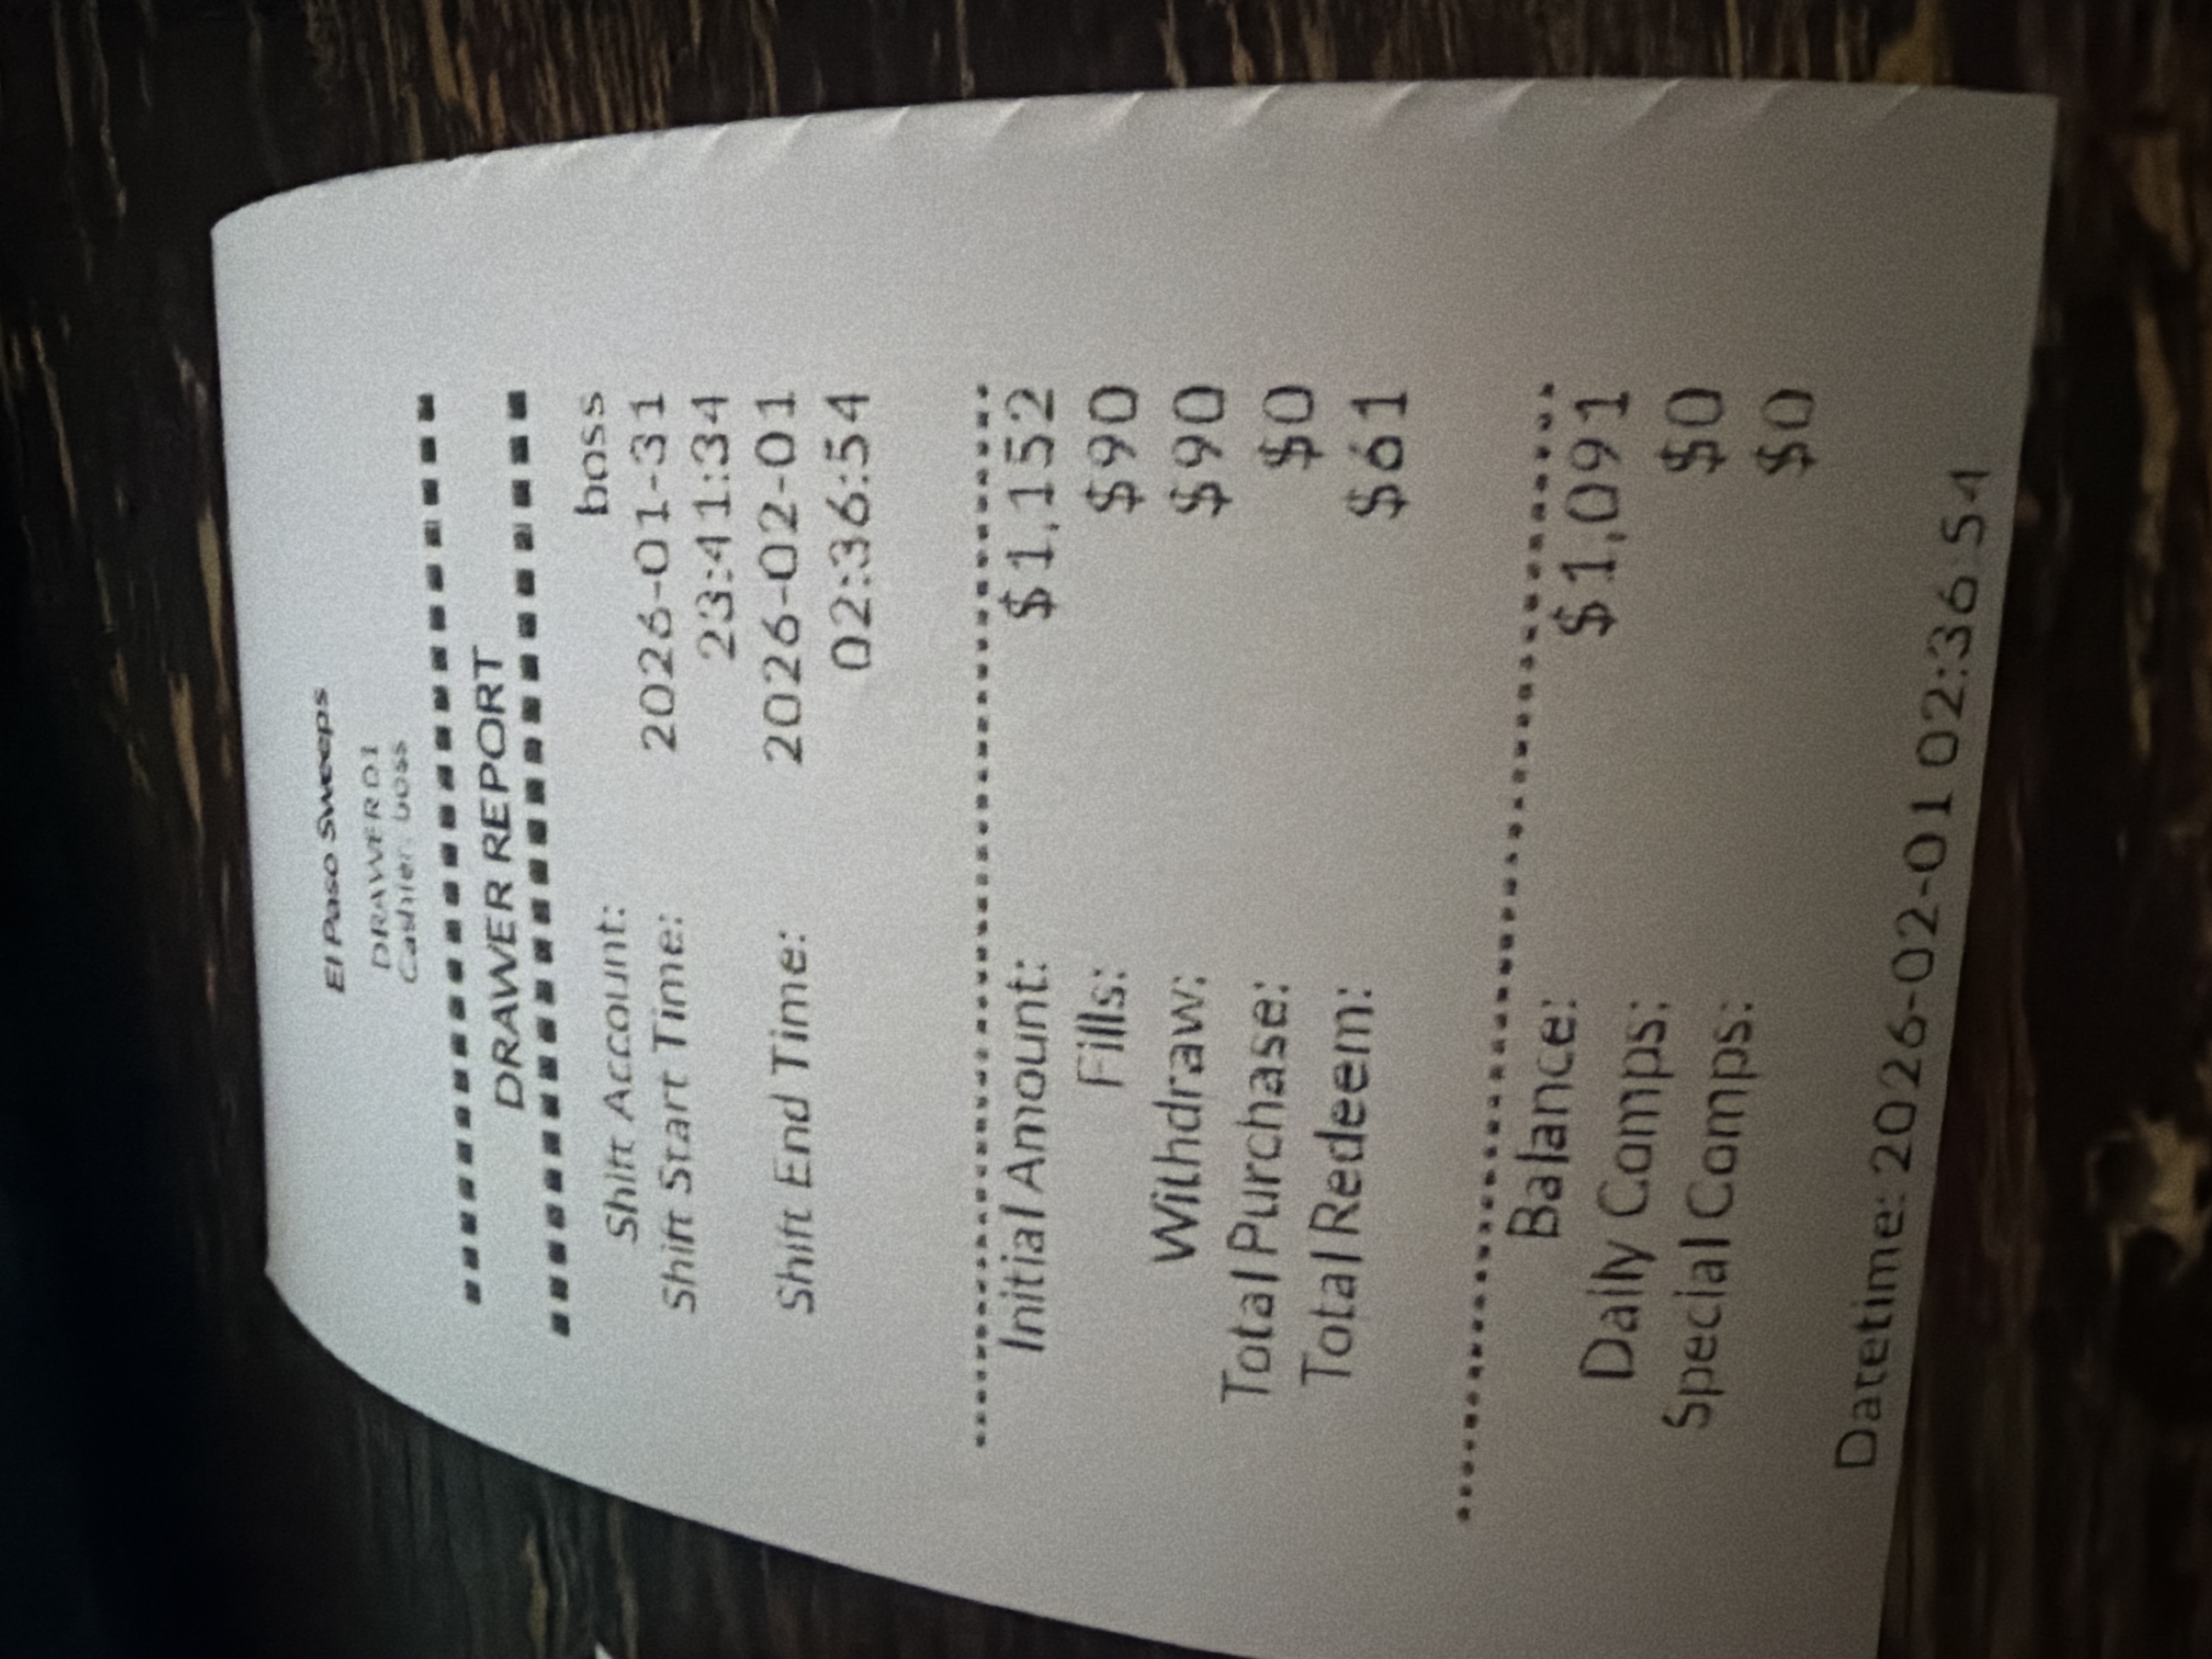 El Paso Sweeps
DRAWER 01
Cashier: boss
DRAWER REPORT
Shift Account: boss
Shift Start Time: 2026-01-31
23:41:34
Shift End Time: 2026-02-01
02:36:54
Initial Amount: $1,152
Fills: $90
Withdraw: $90
Total Purchase: $0
Total Redeem: $61
Balance: $1,091
Daily Comps: $0
Special Comps: $0
Datetime: 2026-02-01 02:36:54